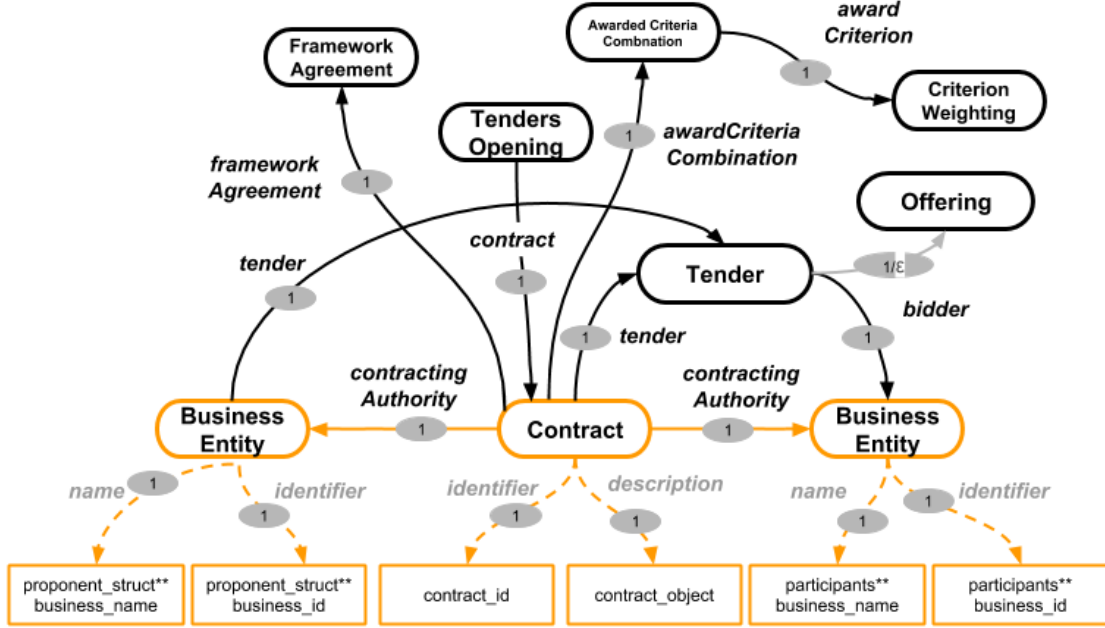 Framework
Agreement
Awarded Criteria
Combnation
award
Criterion
1
Criterion
Weighting
Tenders
Opening
1
awardCriteria
Combination
framework
Agreement
1
Offering
contract
tender
1
1
Tender
1/ε
bidder
1
tender
1
contracting
Authority
contracting
Authority
Business
Entity
1
Contract
1
Business
Entity
name
1
identifier
1
identifier
1
description
1
name
1
identifier
1
proponent_struct**
business_name
proponent_struct**
business_id
contract_id
contract_object
participants**
business_name
participants**
business_id